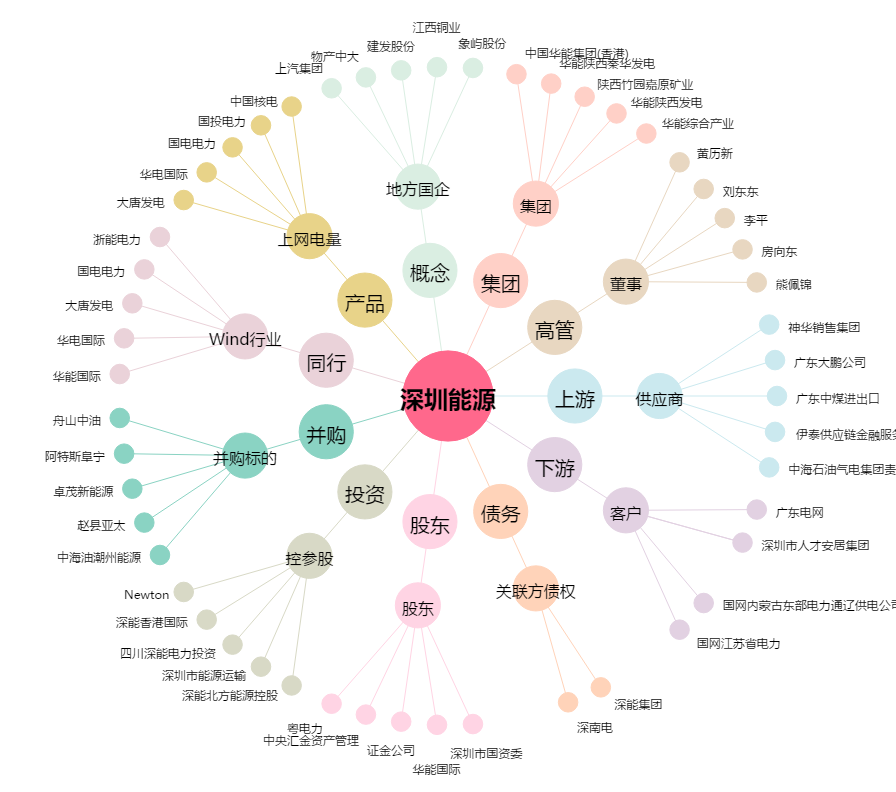 深圳能源
概念
地方国企
上汽集团
物产中大
建发股份
江西铜业
象屿股份
集团
集团
中国华能集团(香港)
华能陕西秦华发电
陕西竹园嘉原矿业
华能陕西发电
华能综合产业
高管
董事
黄历新
刘东东
李平
房向东
熊佩锦
上游
供应商
神华销售集团
广东大鹏公司
广东中煤进出口
伊泰供应链金融服务
中海石油气电集团责
下游
客户
广东电网
深圳市人才安居集团
国网内蒙古东部电力通辽供电公司
国网江苏省电力
债务
关联方债权
深能集团
深南电
股东
股东
深圳市国资委
华能国际
证金公司
中央汇金资产管理
粤电力
投资
控参股
深能北方能源控股
深圳市能源运输
四川深能电力投资
深能香港国际
Newton
并购
并购标的
中海油潮州能源
赵县亚太
卓茂新能源
阿特斯阜宁
舟山中油
同行
Wind行业
华能国际
华电国际
大唐发电
国电电力
浙能电力
产品
上网电量
大唐发电
华电国际
国电电力
国投电力
中国核电